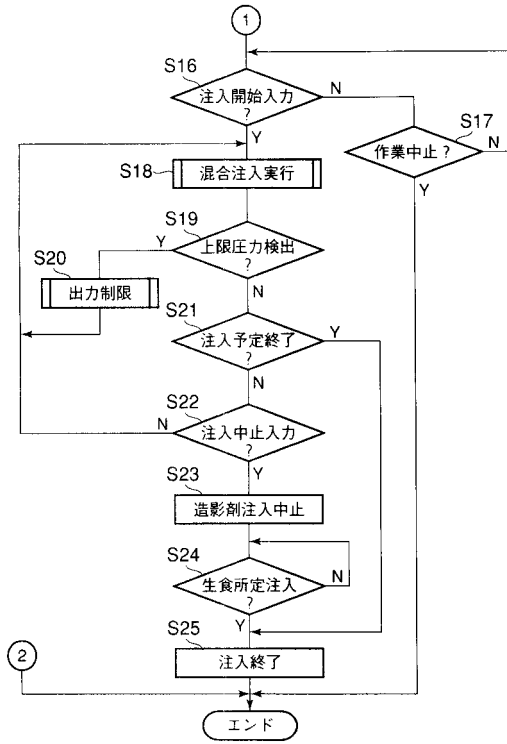 1
S16
注入開始入力
?
N
Y
S17
作業中止?
N
Y
S18
混合注入実行
S19
上限圧力検出
?
Y
N
S20
出力制限
S21
注入予定終了
?
Y
N
S22
注入中止入力
?
N
Y
S23
造影剤注入中止
S24
生食所定注入
?
N
Y
S25
注入終了
2
エンド